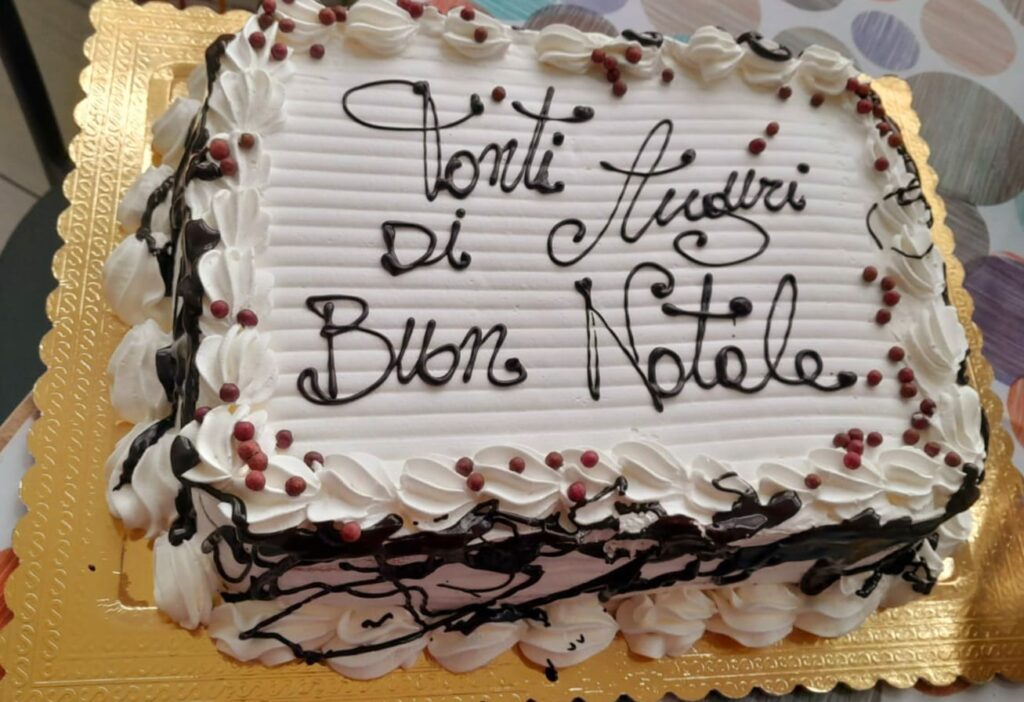 Tanti Auguri
Di
Buon Natale